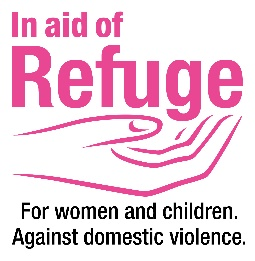 In aid of
Refuge
For women and children.
Against domestic violence.